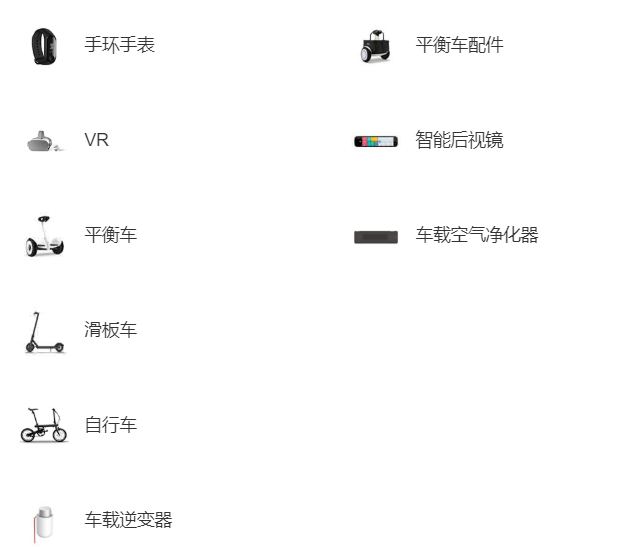 手环手表
VR
平衡车
滑板车
自行车
车载逆变器
平衡车配件
智能后视镜
车载空气净化器